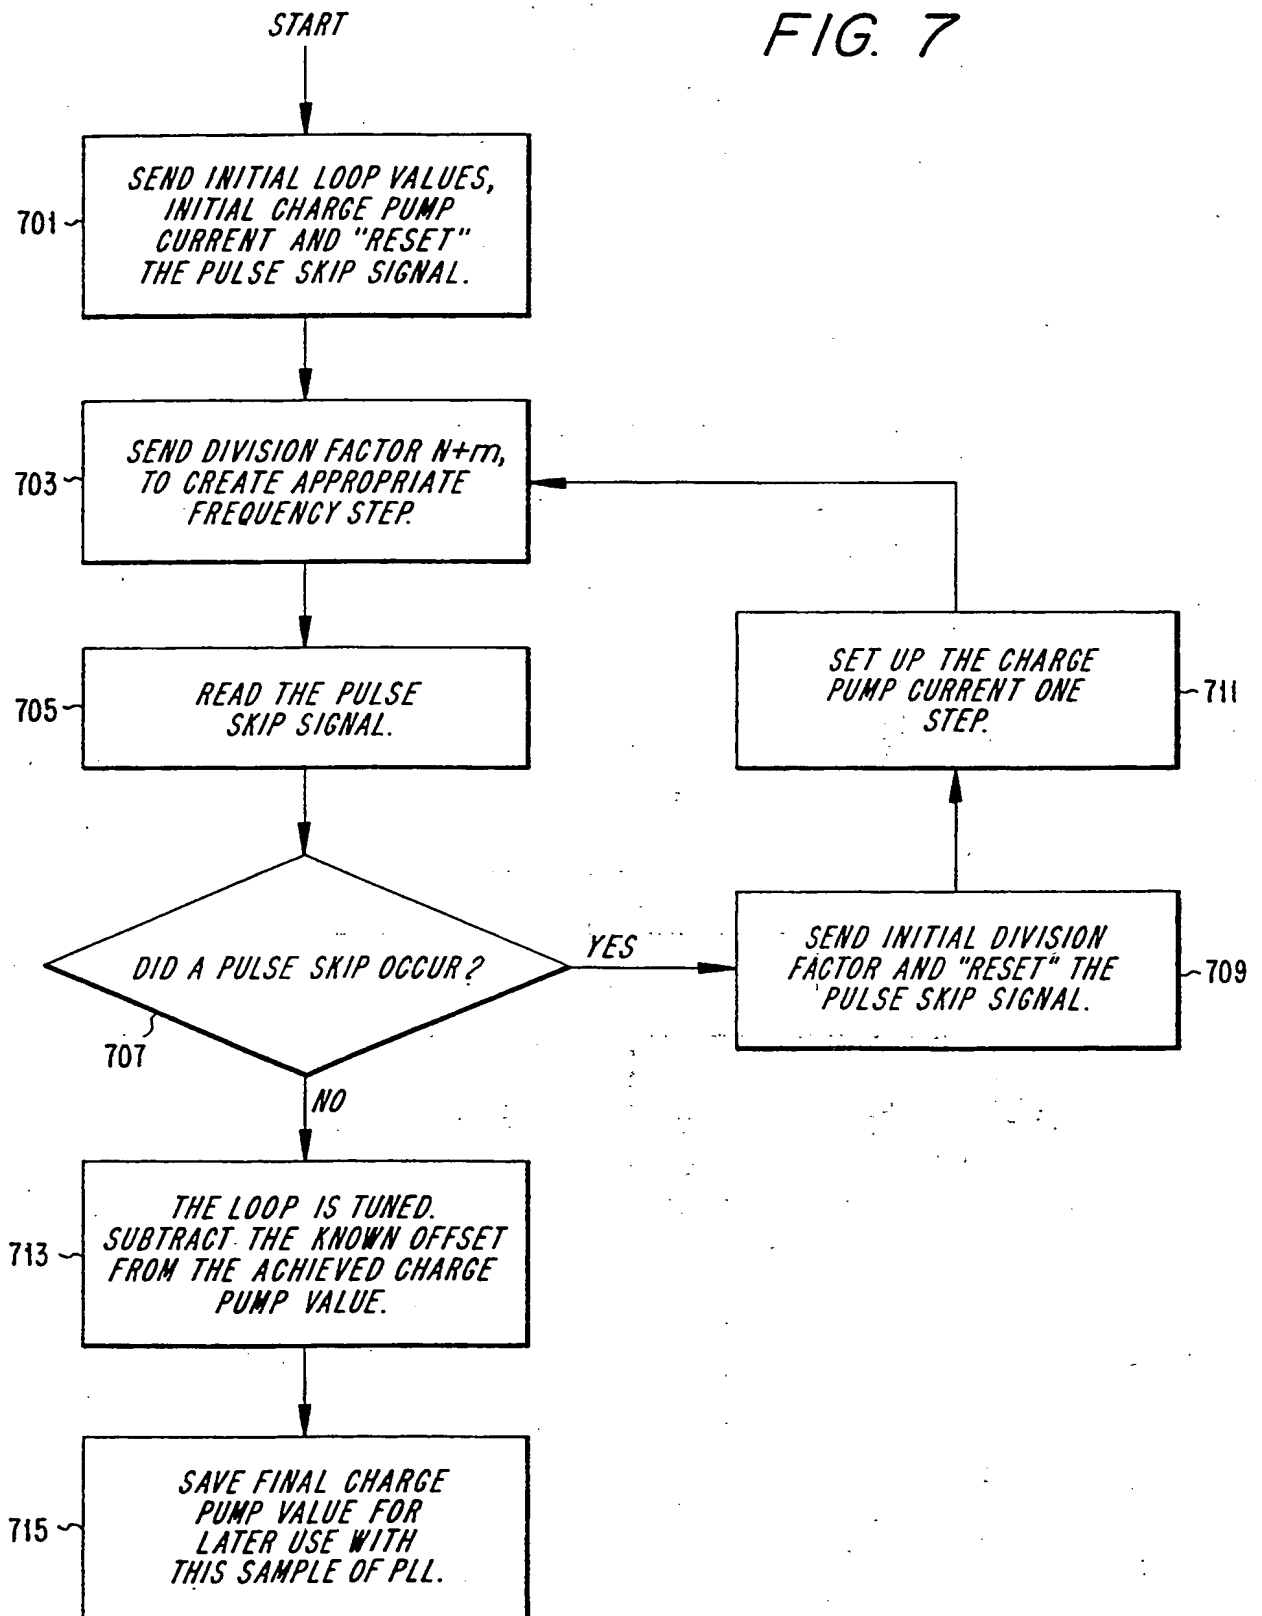 FIG. 7
START
701
SEND INITIAL LOOP VALUES,
INITIAL CHARGE PUMP
CURRENT AND "RESET"
THE PULSE SKIP SIGNAL.
703
SEND DIVISION FACTOR N+m,
TO CREATE APPROPRIATE
FREQUENCY STEP.
705
READ THE PULSE
SKIP SIGNAL.
DID A PULSE SKIP OCCUR?
707
YES
NO
SEND INITIAL DIVISION
FACTOR AND "RESET" THE
PULSE SKIP SIGNAL.
709
SET UP THE CHARGE
PUMP CURRENT ONE
STEP.
711
713
THE LOOP IS TUNED.
SUBTRACT THE KNOWN OFFSET
FROM THE ACHIEVED CHARGE
PUMP VALUE.
715
SAVE FINAL CHARGE
PUMP VALUE FOR
LATER USE WITH
THIS SAMPLE OF PLL.